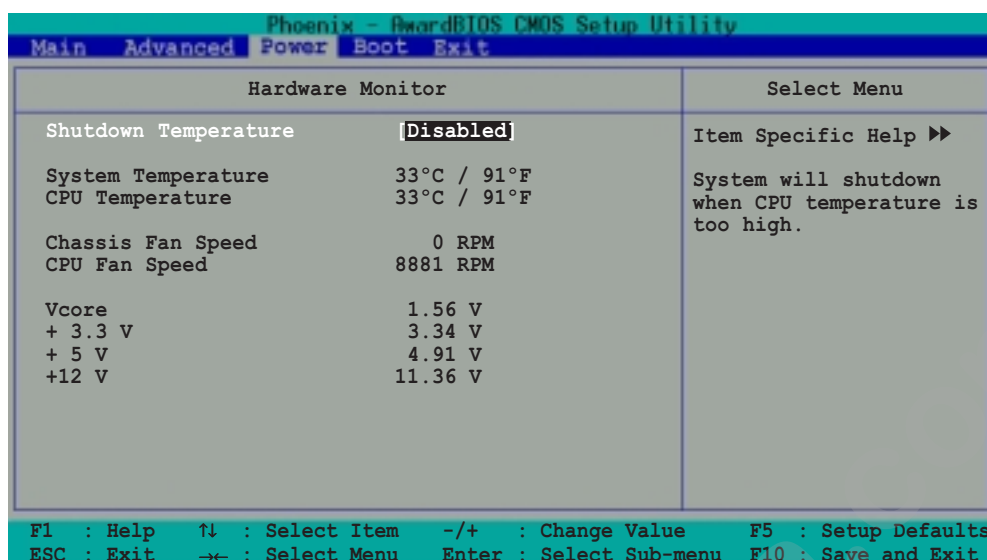 Phoenix - AwardBIOS CMOS Setup Utility
Main Advanced Power Boot Exit
Hardware Monitor
Select Menu
Shutdown Temperature [Disabled]
Item Specific Help ▶▶
System Temperature 33°C / 91°F
CPU Temperature 33°C / 91°F
System will shutdown
when CPU temperature is
too high.
Chassis Fan Speed 0 RPM
CPU Fan Speed 8881 RPM
Vcore 1.56 V
+ 3.3 V 3.34 V
+ 5 V 4.91 V
+12 V 11.36 V
F1 : Help ↑↓ : Select Item -/+ : Change Value F5 : Setup Defaults
ESC : Exit →← : Select Menu Enter : Select Sub-menu F10 : Save and Exit